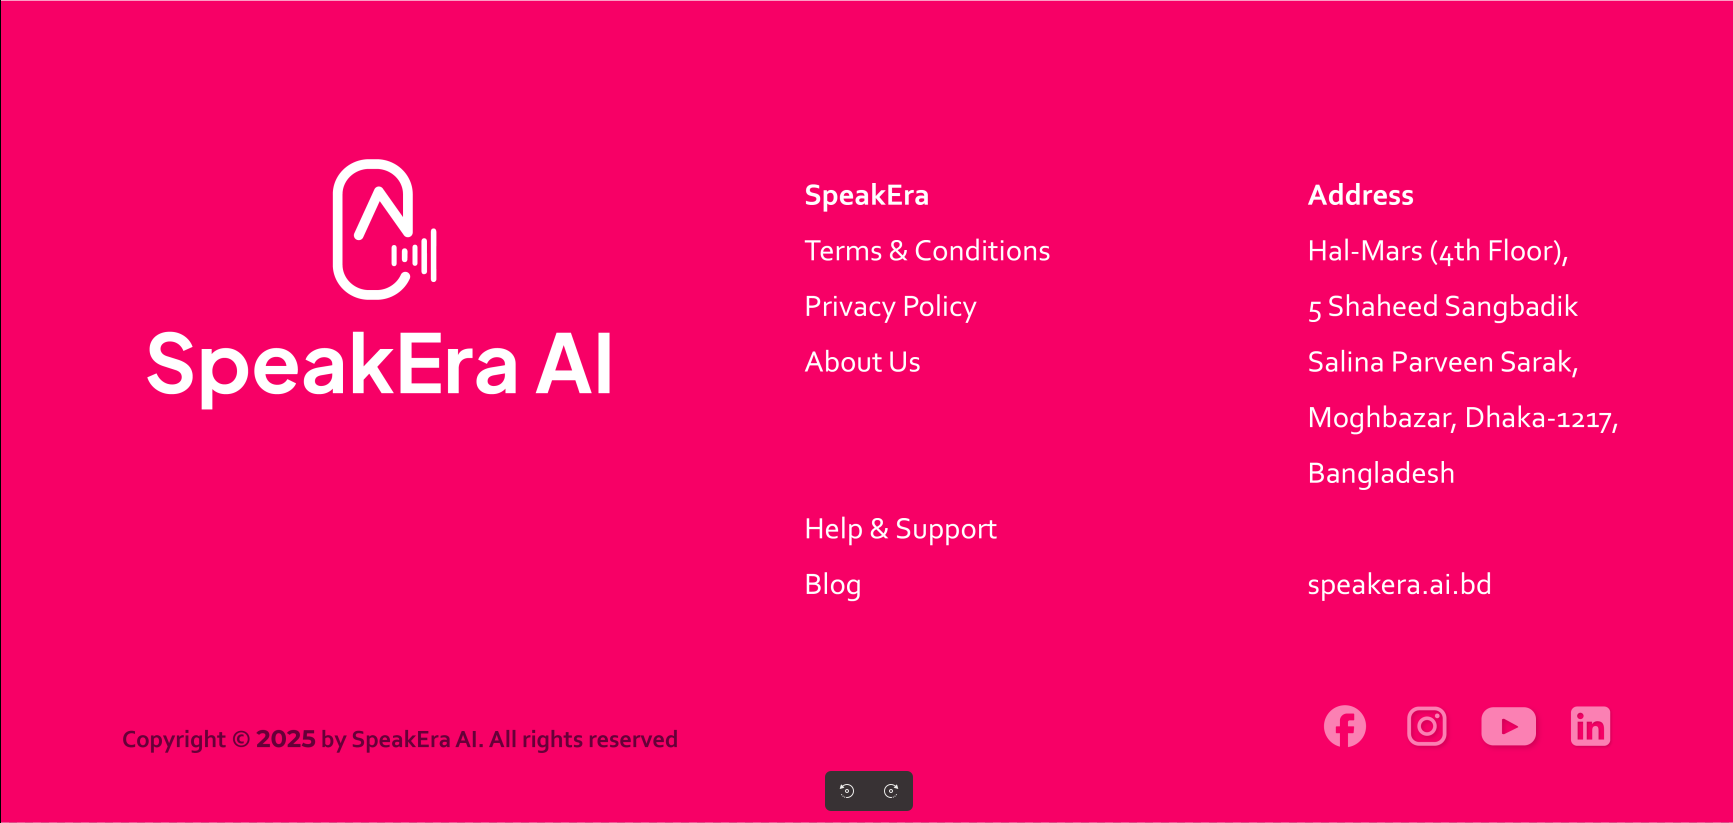 SpeakEra AI
SpeakEra
Terms & Conditions
Privacy Policy
About Us
Help & Support
Blog
Address
Hal-Mars (4th Floor),
5 Shaheed Sangbadik
Salina Parveen Sarak,
Moghbazar, Dhaka-1217,
Bangladesh
speakera.ai.bd
Copyright © 2025 by SpeakEra AI. All rights reserved